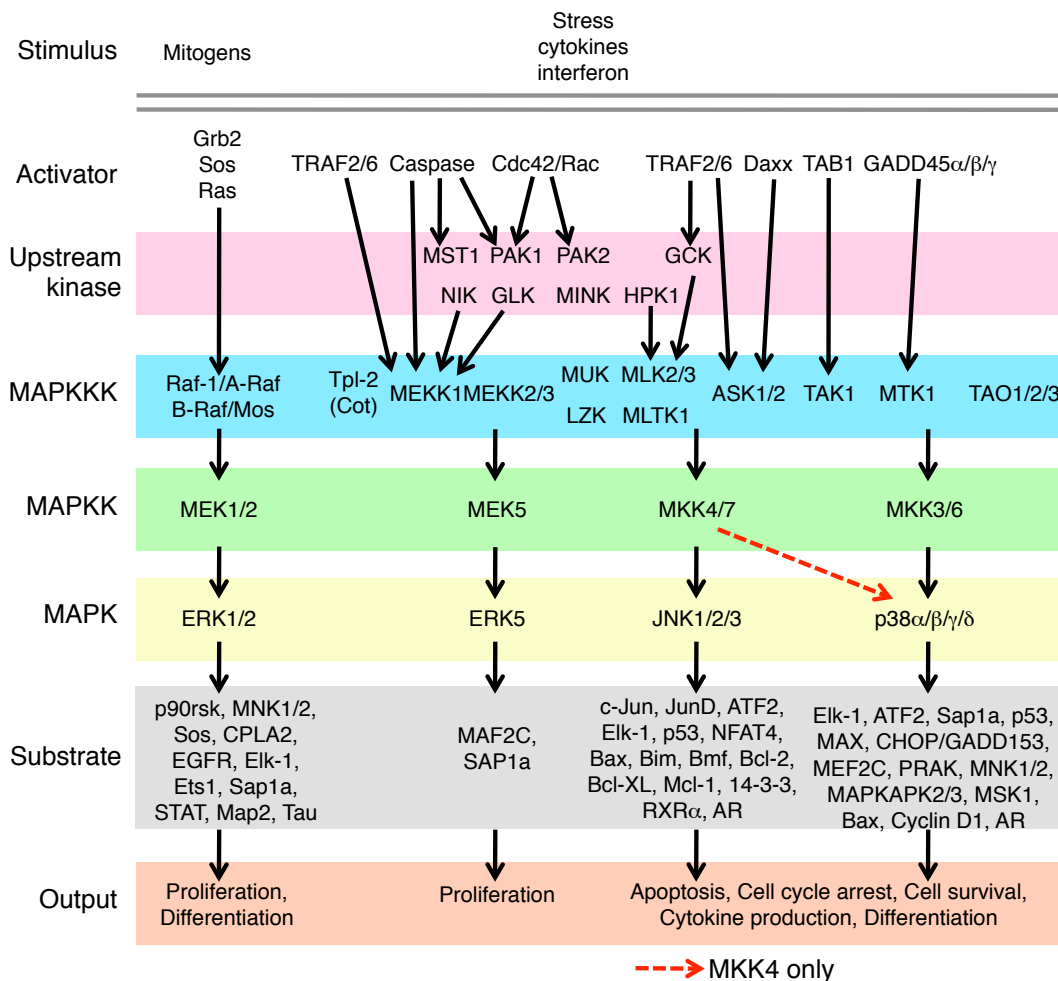 Stimulus
Mitogens
Stress
cytokines
interferon
Activator
Grb2
Sos
Ras
TRAF2/6 Caspase Cdc42/Rac TRAF2/6 Daxx TAB1 GADD45α/β/γ
Upstream
kinase
MST1 PAK1 PAK2 GCK
NIK GLK MINK HPK1
MAPKKK
Raf-1/A-Raf
B-Raf/Mos
Tpl-2
(Cot)
MEKK1 MEKK2/3
MUK MLK2/3
LZK MLTK1
ASK1/2 TAK1 MTK1 TAO1/2/3
MAPKK
MEK1/2 MEK5 MKK4/7 MKK3/6
MAPK
ERK1/2 ERK5 JNK1/2/3 p38α/β/γ/δ
Substrate
p90rsk, MNK1/2,
Sos, CPLA2,
EGFR, Elk-1,
Ets1, Sap1a,
STAT, Map2, Tau
MAF2C,
SAP1a
c-Jun, JunD, ATF2,
Elk-1, p53, NFAT4,
Bax, Bim, Bmf, Bcl-2,
Bcl-XL, Mcl-1, 14-3-3,
RXRα, AR
Elk-1, ATF2, Sap1a, p53,
MAX, CHOP/GADD153,
MEF2C, PRAK, MNK1/2,
MAPKAPK2/3, MSK1,
Bax, Cyclin D1, AR
Output
Proliferation,
Differentiation
Proliferation
Apoptosis, Cell cycle arrest, Cell survival,
Cytokine production, Differentiation
MKK4 only